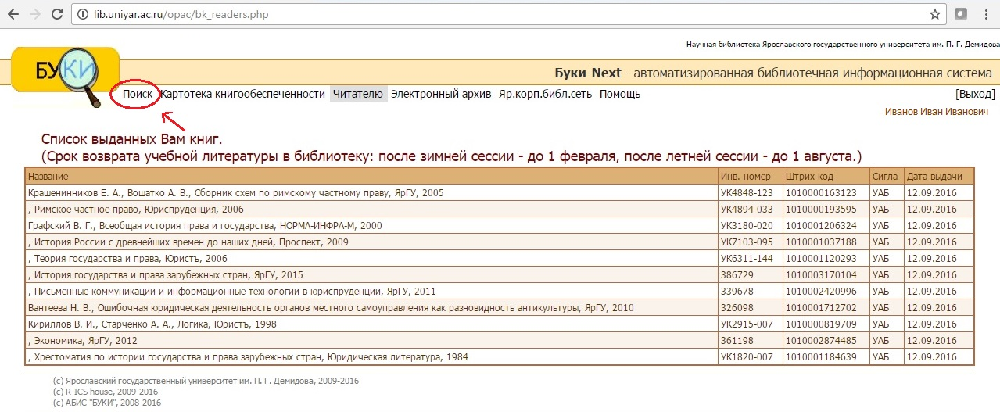 lib.uniyar.ac.ru/opac/bk_readers.php
Научная библиотека Ярославского государственного университета им. П. Г. Демидова
БУКИ
Буки-Next - автоматизированная библиотечная информационная система
Поиск Картотека книгообеспеченности Читателю Электронный архив Яр.корп.библ.сеть Помощь [Выход]
Иванов Иван Иванович
Список выданных Вам книг.
(Срок возврата учебной литературы в библиотеку: после зимней сессии - до 1 февраля, после летней сессии - до 1 августа.)
Название Инв. номер Штрих-код Сигла Дата выдачи
Крашенинников Е. А., Вошатко А. В., Сборник схем по римскому частному праву, ЯрГУ, 2005 УК4848-123 1010000163123 УАБ 12.09.2016
, Римское частное право, Юриспруденция, 2006 УК4894-033 1010000193595 УАБ 12.09.2016
Графский В. Г., Всеобщая история права и государства, НОРМА-ИНФРА-М, 2000 УК3180-020 1010001206324 УАБ 12.09.2016
, История России с древнейших времен до наших дней, Проспект, 2009 УК7103-095 1010001037188 УАБ 12.09.2016
, Теория государства и права, Юристъ, 2006 УК6311-144 1010001120293 УАБ 12.09.2016
, История государства и права зарубежных стран, ЯрГУ, 2015 386729 1010003170104 УАБ 12.09.2016
, Письменные коммуникации и информационные технологии в юриспруденции, ЯрГУ, 2011 339678 1010002420996 УАБ 12.09.2016
Вантеева Н. В., Ошибочная юридическая деятельность органов местного самоуправления как разновидность антикультуры, ЯрГУ, 2010 326098 1010001712702 УАБ 12.09.2016
Кириллов В. И., Старченко А. А., Логика, Юристъ, 1998 УК2915-007 1010000819709 УАБ 12.09.2016
, Экономика, ЯрГУ, 2012 361198 1010002874485 УАБ 12.09.2016
, Хрестоматия по истории государства и права зарубежных стран, Юридическая литература, 1984 УК1820-007 1010001184639 УАБ 12.09.2016
(c) Ярославский государственный университет им. П. Г. Демидова, 2009-2016
(c) R-ICS house, 2009-2016
(c) АБИС "БУКИ", 2008-2016